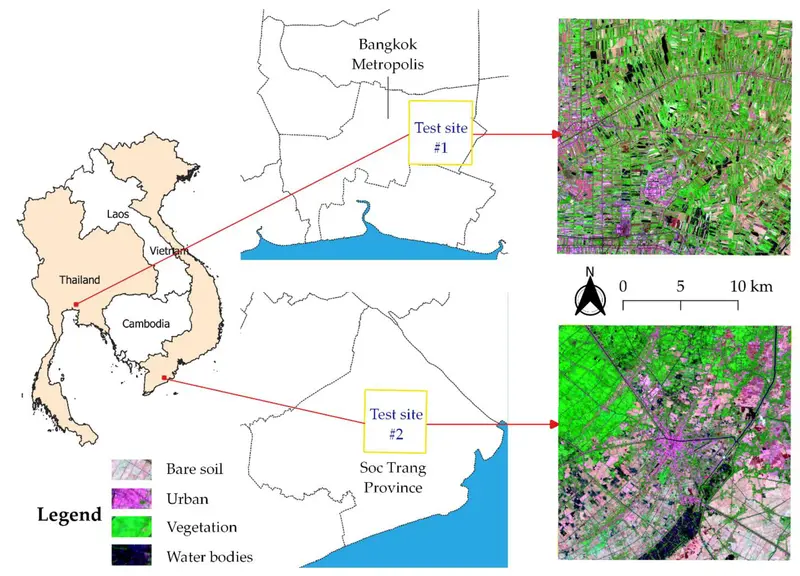 Laos
Vietnam
Thailand
Cambodia
Bangkok
Metropolis
Test site
#1
Test site
#2
Soc Trang
Province
N
0 5 10 km
Legend
Bare soil
Urban
Vegetation
Water bodies